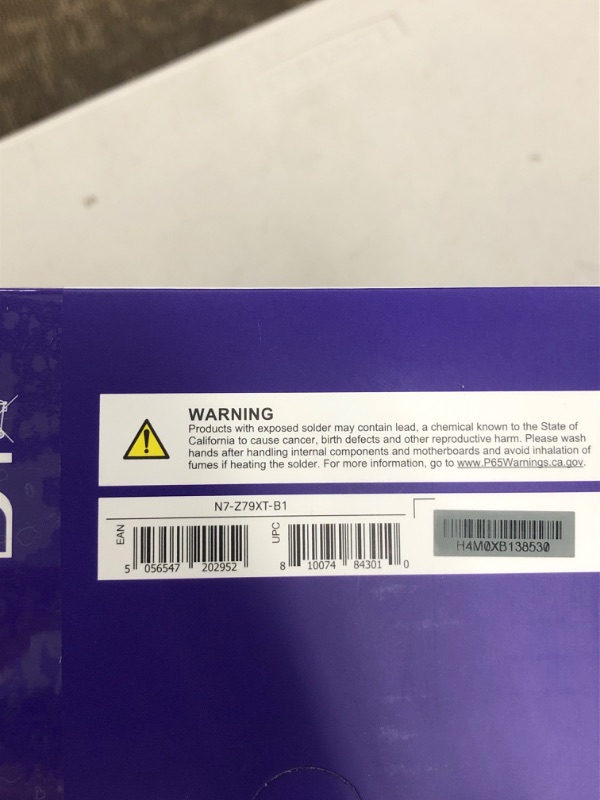 WARNING
Products with exposed solder may contain lead, a chemical known to the State of
California to cause cancer, birth defects and other reproductive harm. Please wash
hands after handling internal components and motherboards and avoid inhalation of
fumes if heating the solder. For more information, go to www.P65Warnings.ca.gov.
N7-Z79XT-B1
EAN
5 056547 202952
UPC
8 10074 84301 0
H4M0XB138530